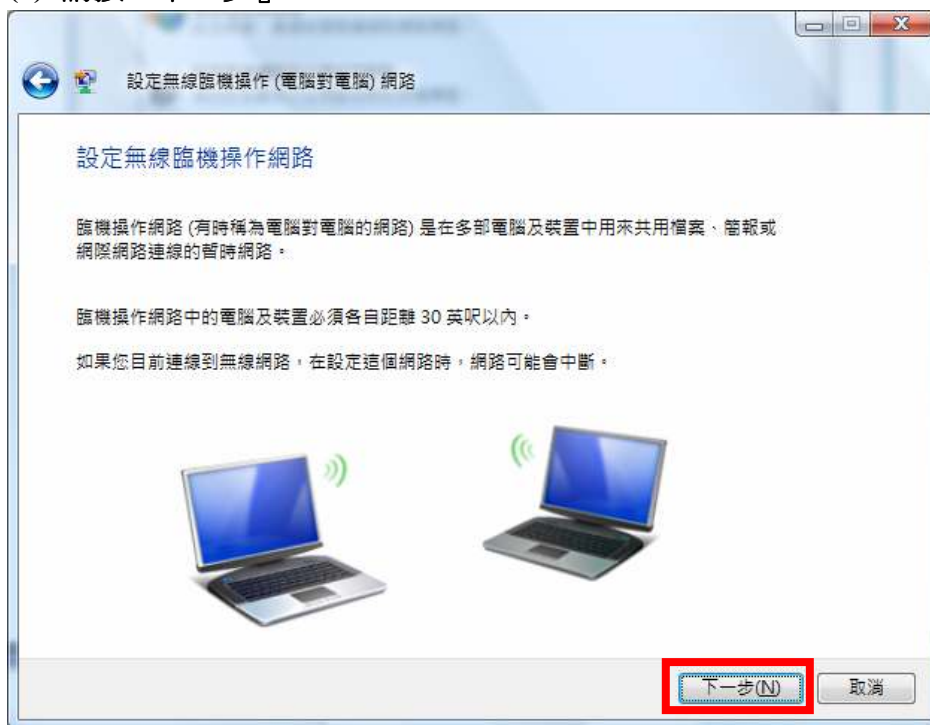 設定無線臨機操作 (電腦對電腦) 網路
設定無線臨機操作網路
臨機操作網路 (有時稱為電腦對電腦的網路) 是在多部電腦及裝置中用來共用檔案、簡報或
網際網路連線的暫時網路。
臨機操作網路中的電腦及裝置必須各自距離 30 英呎以內。
如果您目前連線到無線網路，在設定這個網路時，網路可能會中斷。
下一步(N)
取消